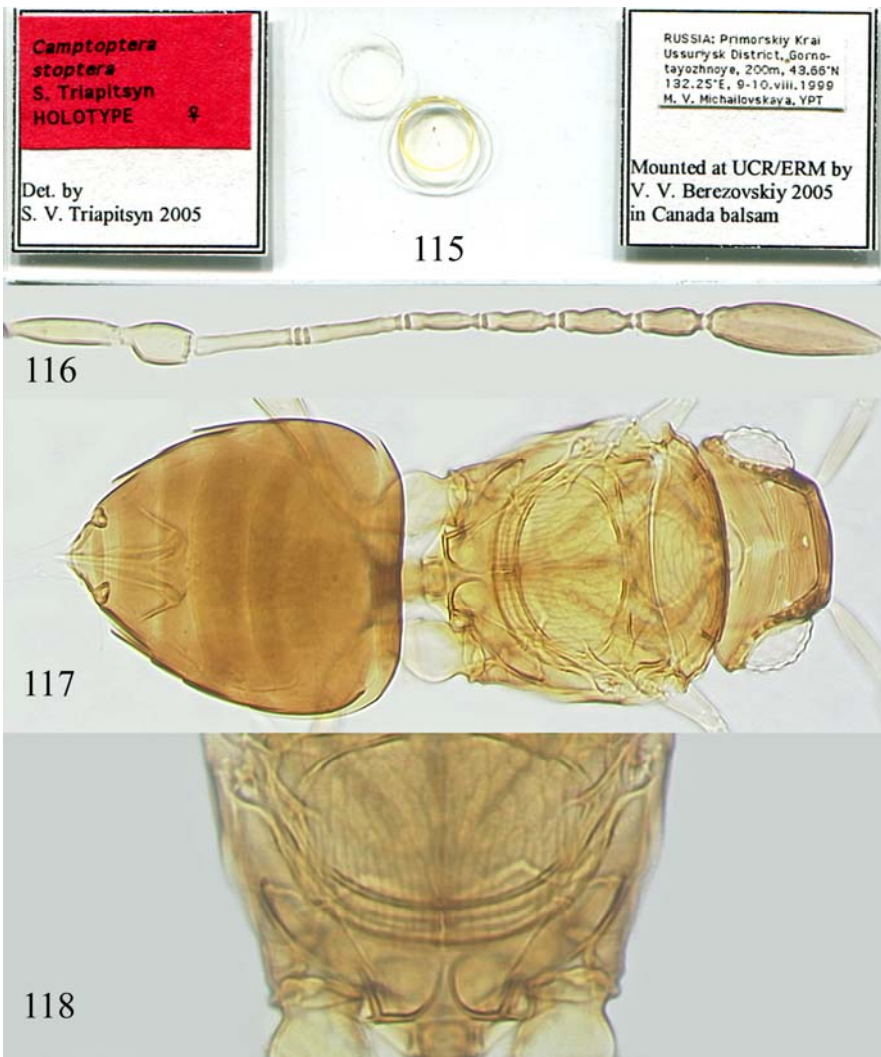 Camptoptera
stoptera
S. Triapitsyn
HOLOTYPE ♀
Det. by
S. V. Triapitsyn 2005
RUSSIA: Primorskiy Krai
Ussuriysk District, Gorno-
tayozhnoye, 200m, 43.66°N
132.25°E, 9-10.viii.1999
M. V. Michailovskaya, YPT
Mounted at UCR/ERM by
V. V. Berezovskiy 2005
in Canada balsam
115
116
117
118